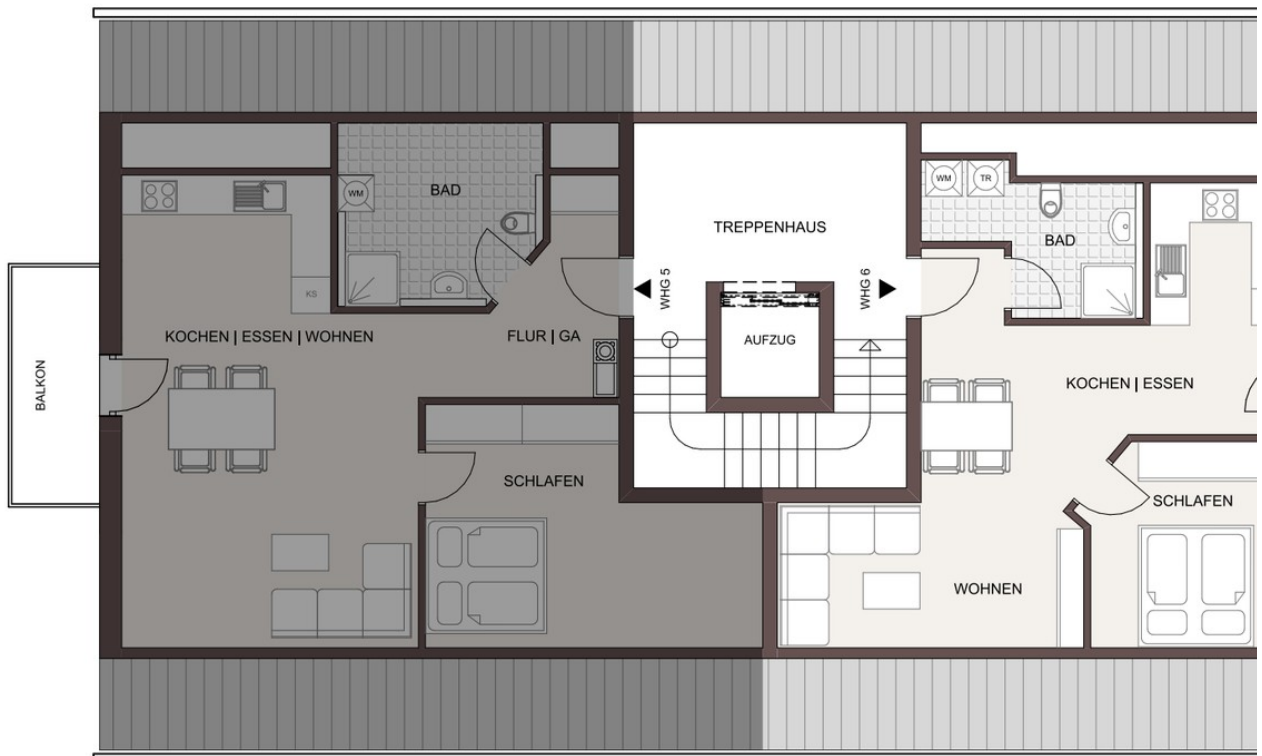 WM
BAD
KS
KOCHEN | ESSEN | WOHNEN
FLUR | GA
BALKON
SCHLAFEN
TREPPENHAUS
WHG 5
WHG 6
AUFZUG
WM
TR
BAD
KOCHEN | ESSEN
SCHLAFEN
WOHNEN